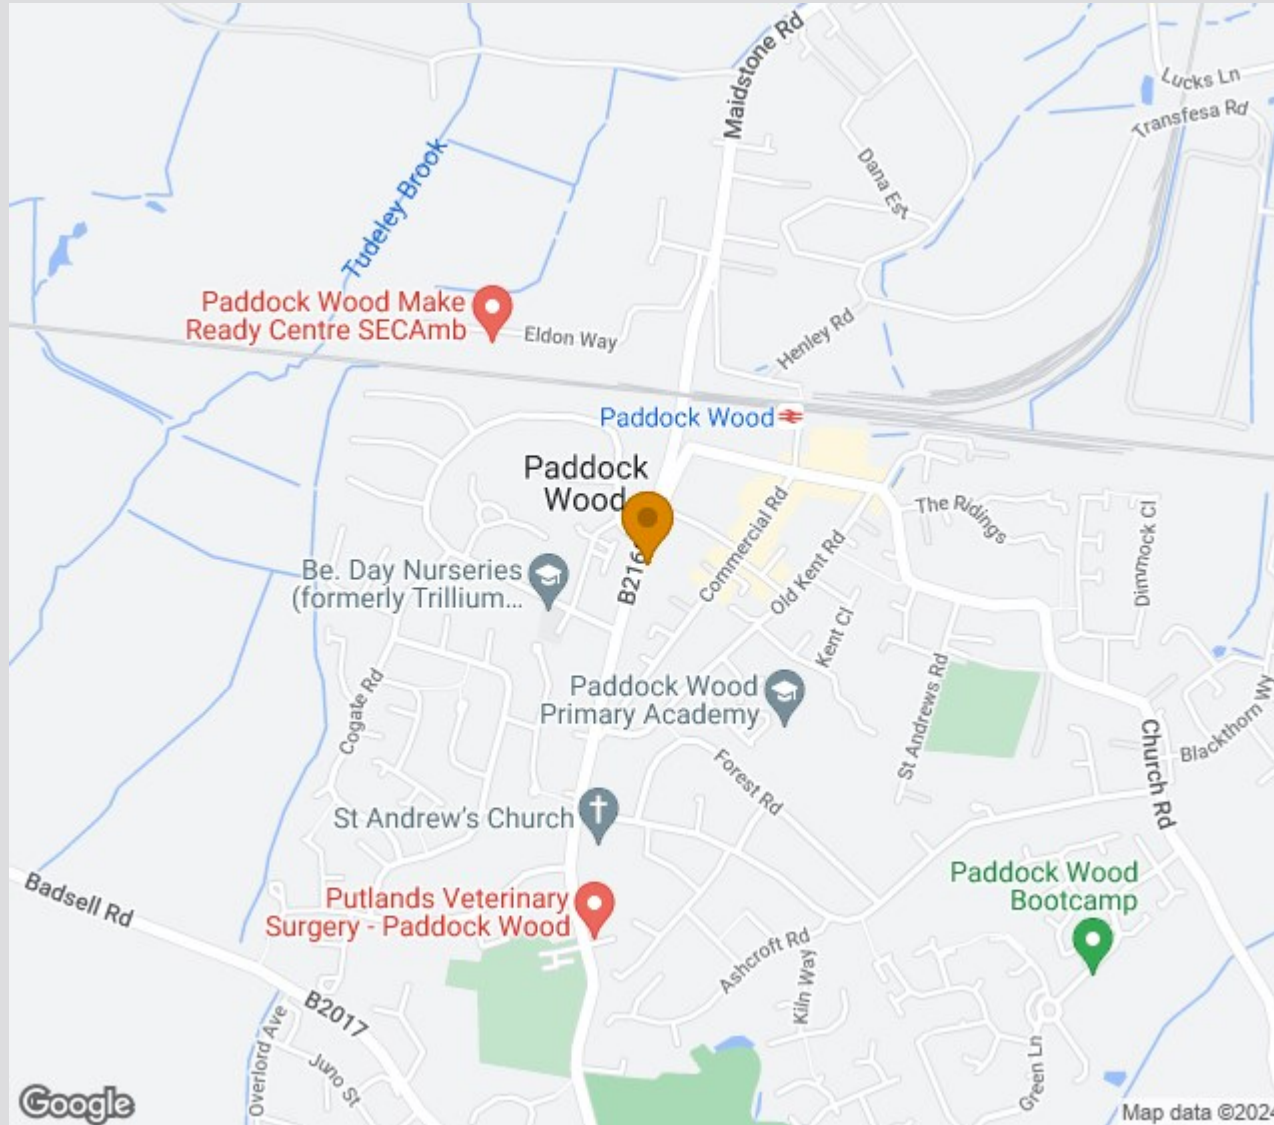 Maidstone Rd
Lucks Ln
Transfesa Rd
Dana Est
Tudeley Brook
Paddock Wood Make
Ready Centre SECAmb
Eldon Way
Henley Rd
Paddock Wood
Paddock
Wood
The Ridings
Commercial Rd
Old Kent Rd
Dimmock Cl
B216
Be. Day Nurseries
(formerly Trillium...
Kent Cl
Cogate Rd
Paddock Wood
Primary Academy
St Andrews Rd
Blackthorn Wy
Church Rd
Forest Rd
St Andrew's Church
Badsell Rd
Putlands Veterinary
Surgery - Paddock Wood
Paddock Wood
Bootcamp
Ashcroft Rd
Kiln Way
B2017
Overlord Ave
Juno St
Green Ln
Google
Map data ©2024